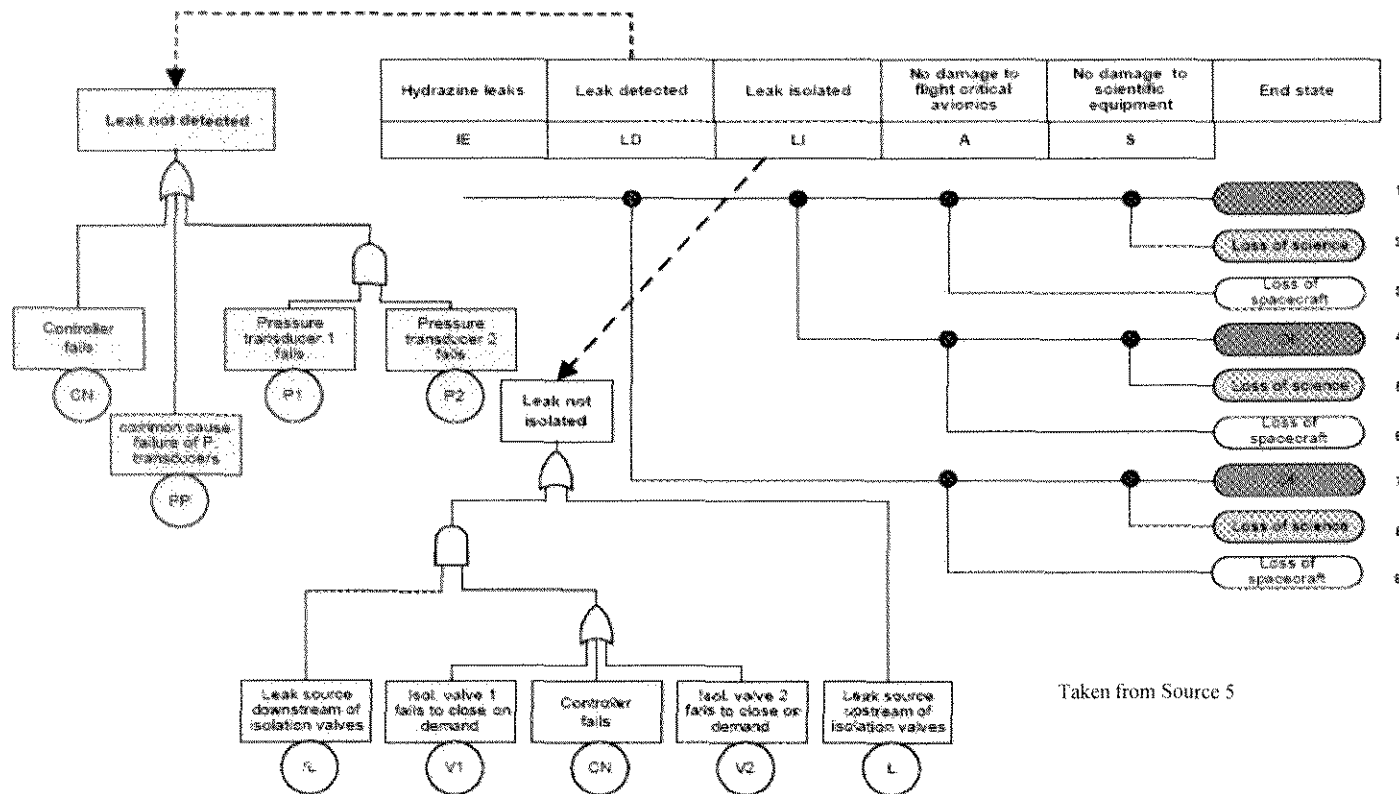 Leak not detected
Hydrazine leaks
Leak detected
Leak isolated
No damage to
flight critical
avionics
No damage to
scientific
equipment
End state
IE
LD
LI
A
S
1
Loss of science
Loss of
spacecraft
4
Loss of science
Loss of
spacecraft
7
Loss of science
Loss of
spacecraft
Controller
fails
CN
Pressure
transducer 1
fails
P1
Pressure
transducer 2
fails
P2
common cause
failure of P.
transducers
PP
Leak not
isolated
Leak source
downstream of
isolation valves
Isol. valve 1
fails to close on
demand
V1
Controller
fails
CN
Isol. valve 2
fails to close on
demand
V2
Leak source
upstream of
isolation valves
L
Taken from Source 5